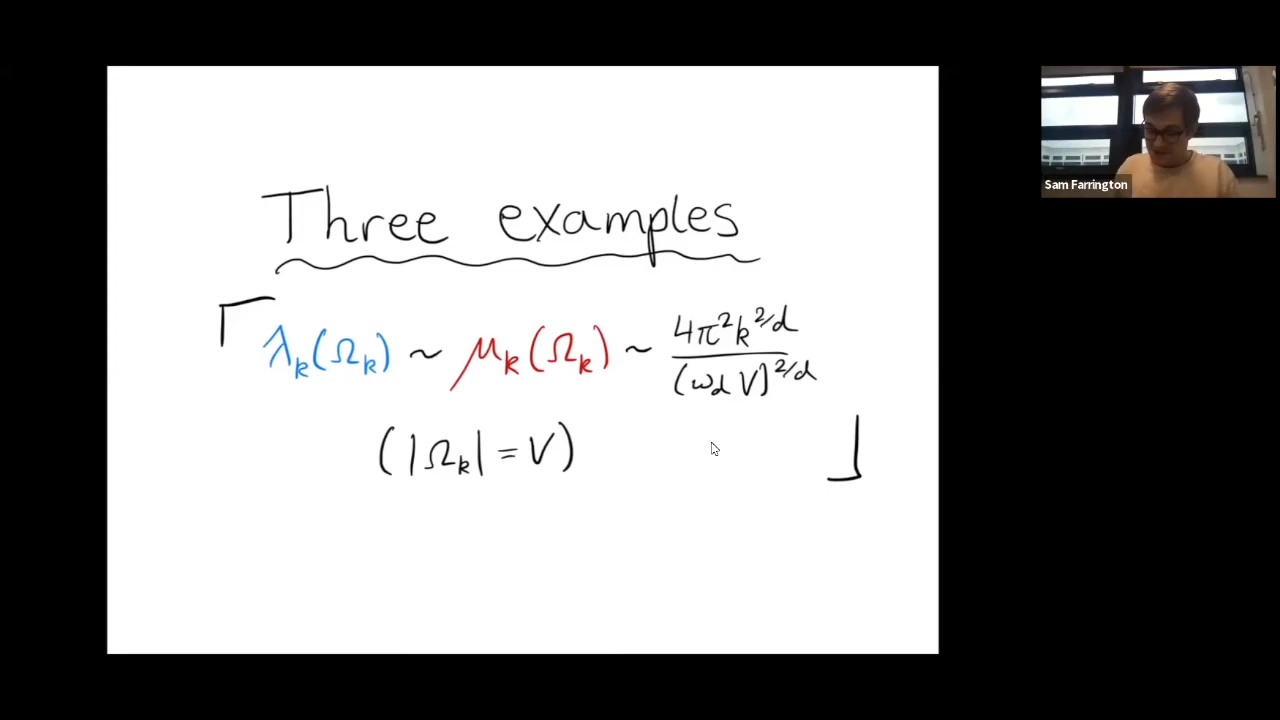 Three examples
λ_k(Ω_k) ~ μ_k(Ω_k) ~ 4π²k^{2/d} / (ω_d V)^{2/d}
(|Ω_k| = V)
Sam Farrington